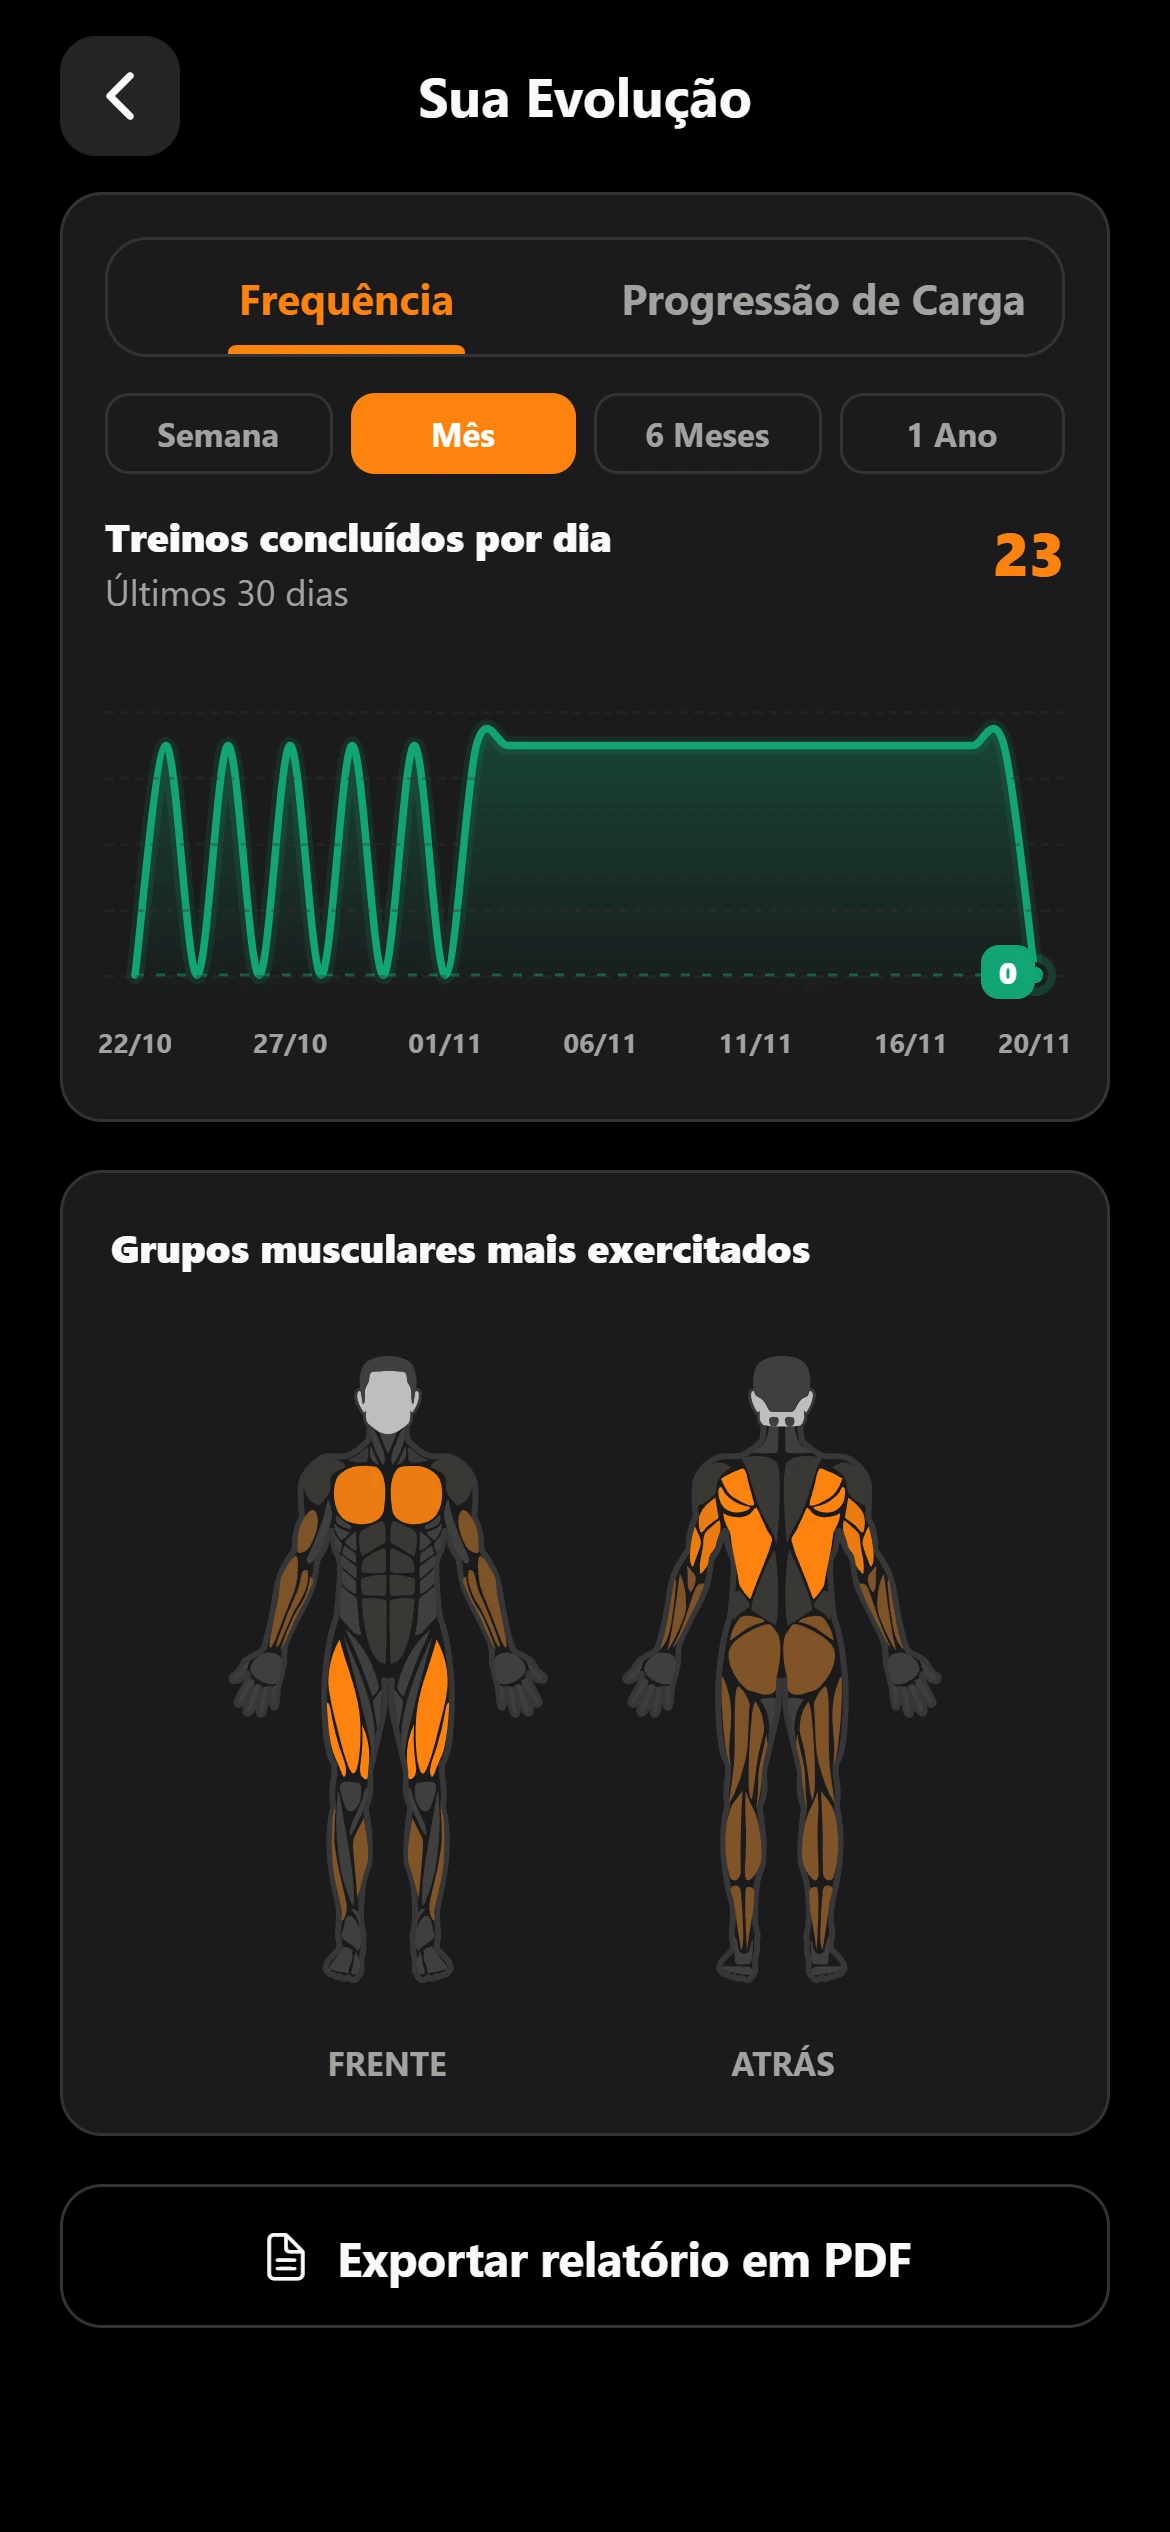 Sua Evolução
Frequência
Progressão de Carga
Semana
Mês
6 Meses
1 Ano
Treinos concluídos por dia
23
Últimos 30 dias
0
22/10
27/10
01/11
06/11
11/11
16/11
20/11
Grupos musculares mais exercitados
FRENTE
ATRÁS
Exportar relatório em PDF